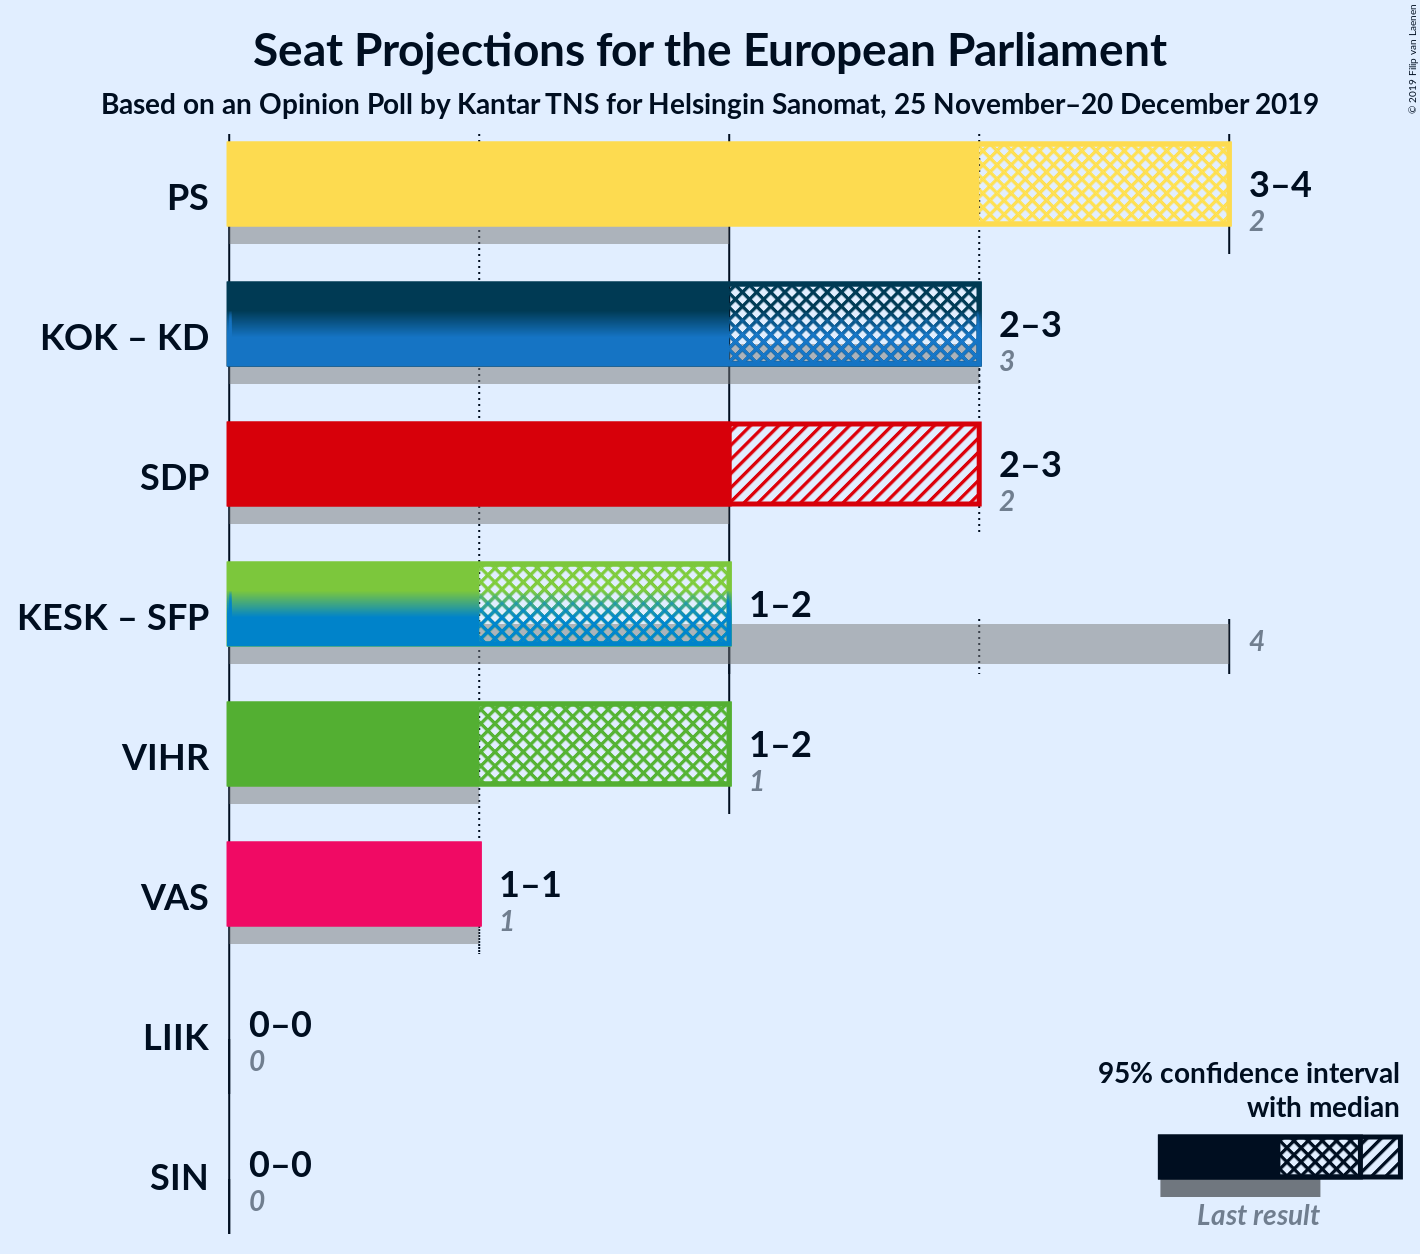 Seat Projections for the European Parliament
Based on an Opinion Poll by Kantar TNS for Helsingin Sanomat, 25 November–20 December 2019
© 2019 Filip van Laenen
PS
3–4
2
KOK – KD
2–3
3
SDP
2–3
2
KESK – SFP
1–2
4
VIHR
1–2
1
VAS
1–1
1
LIIK
0–0
0
SIN
0–0
0
95% confidence interval
with median
Last result